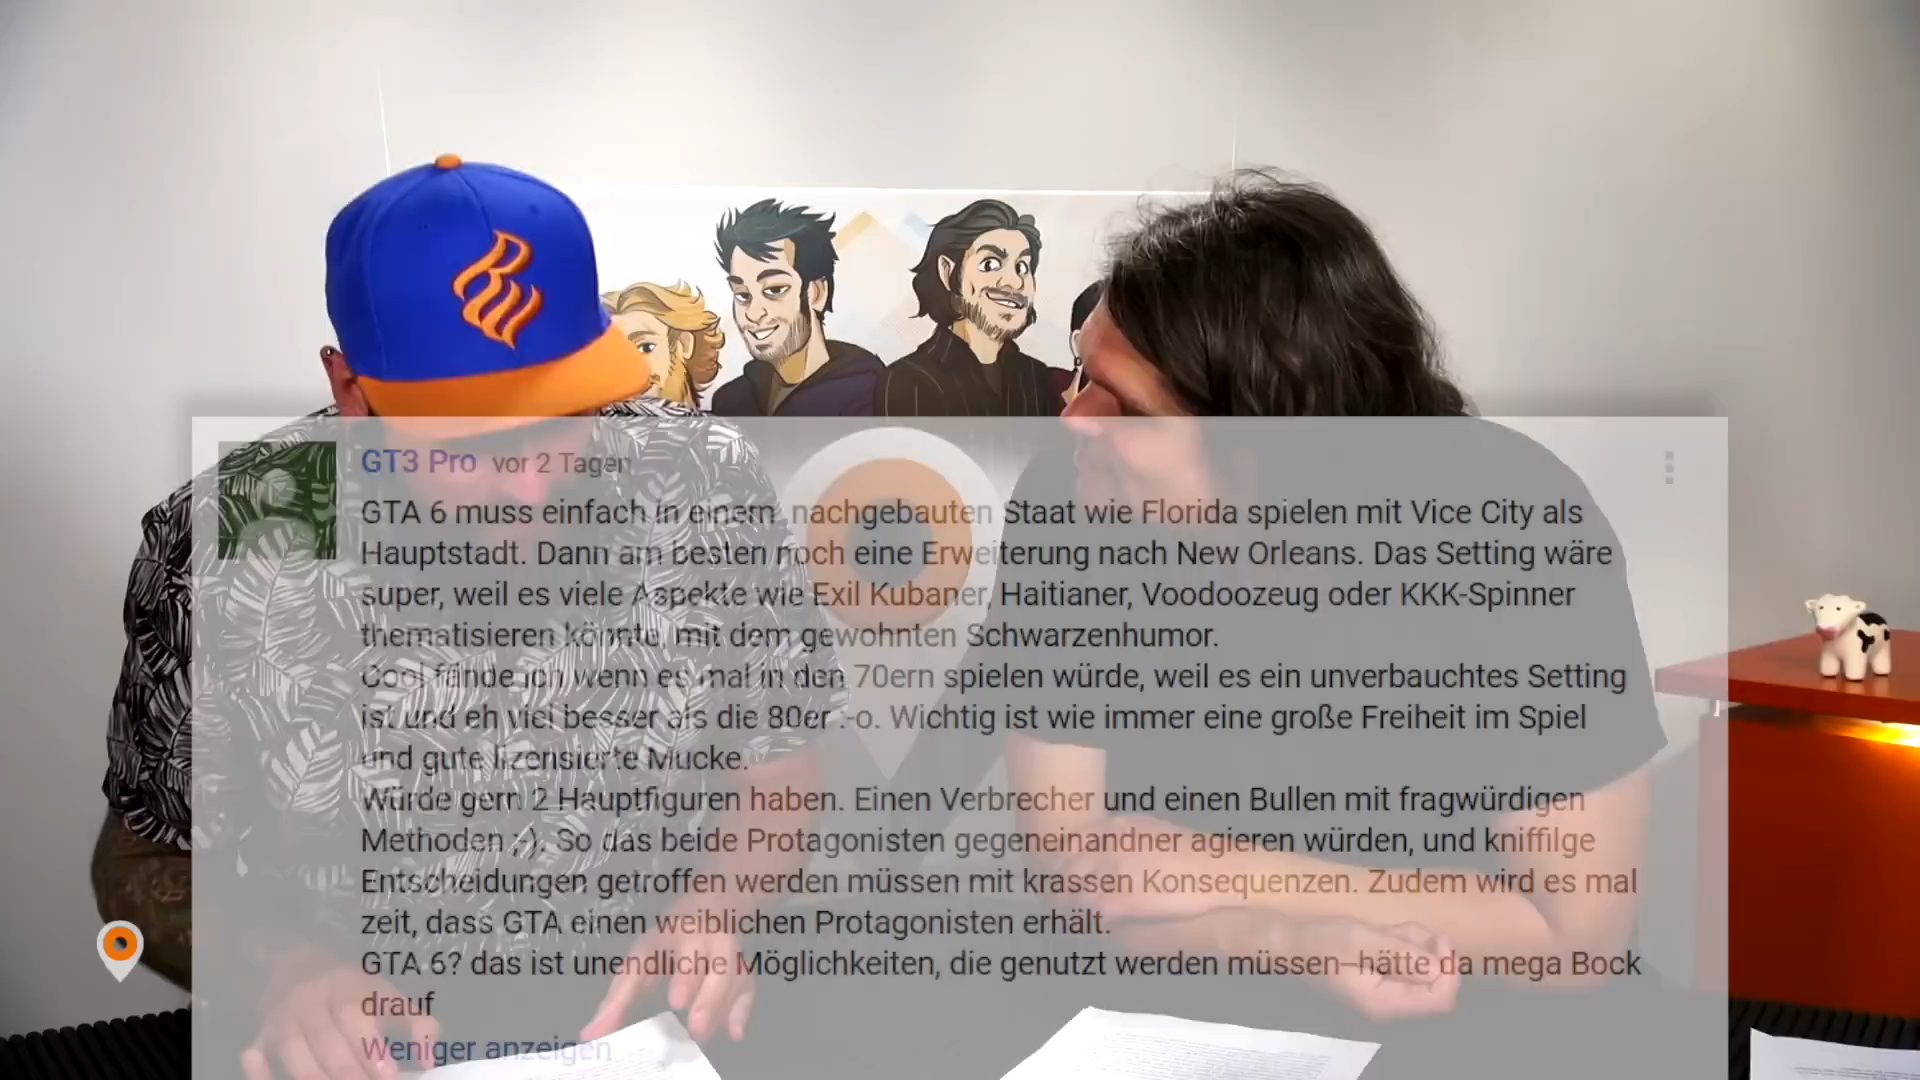 GT3 Pro vor 2 Tagen
GTA 6 muss einfach in einem nachgebauten Staat wie Florida spielen mit Vice City als
Hauptstadt. Dann am besten noch eine Erweiterung nach New Orleans. Das Setting wäre
super, weil es viele Aspekte wie Exil Kubaner, Haitianer, Voodoozeug oder KKK-Spinner
thematisieren könnte, mit dem gewohnten Schwarzenhumor.
Cool fände ich wenn es mal in den 70ern spielen würde, weil es ein unverbauchtes Setting
ist und eh viel besser als die 80er :-o. Wichtig ist wie immer eine große Freiheit im Spiel
und gute lizensierte Mucke.
Würde gern 2 Hauptfiguren haben. Einen Verbrecher und einen Bullen mit fragwürdigen
Methoden ;-). So das beide Protagonisten gegeneinandner agieren würden, und kniffilge
Entscheidungen getroffen werden müssen mit krassen Konsequenzen. Zudem wird es mal
zeit, dass GTA einen weiblichen Protagonisten erhält.
GTA 6? das ist unendliche Möglichkeiten, die genutzt werden müssen–hätte da mega Bock
drauf
Weniger anzeigen